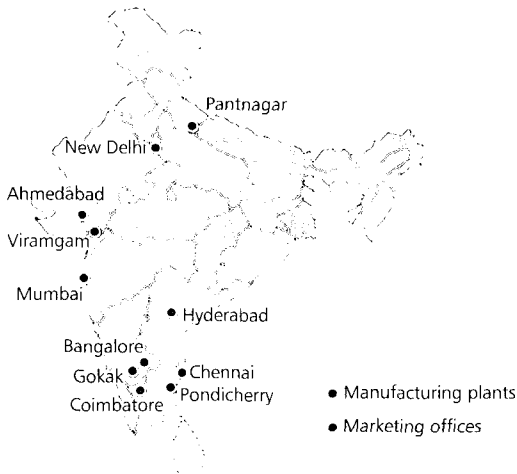 Pantnagar
New Delhi
Ahmedabad
Viramgam
Mumbai
Hyderabad
Bangalore
Gokak
Chennai
Coimbatore
Pondicherry
Manufacturing plants
Marketing offices